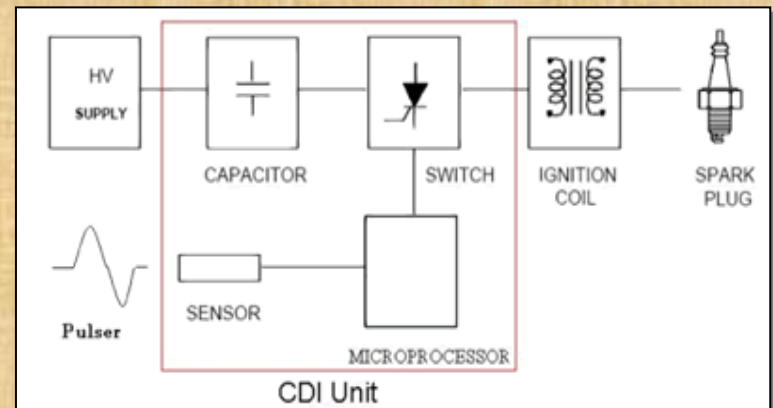 HV
SUPPLY
CAPACITOR
SWITCH
IGNITION
COIL
SPARK
PLUG
Pulser
SENSOR
MICROPROCESSOR
CDI Unit